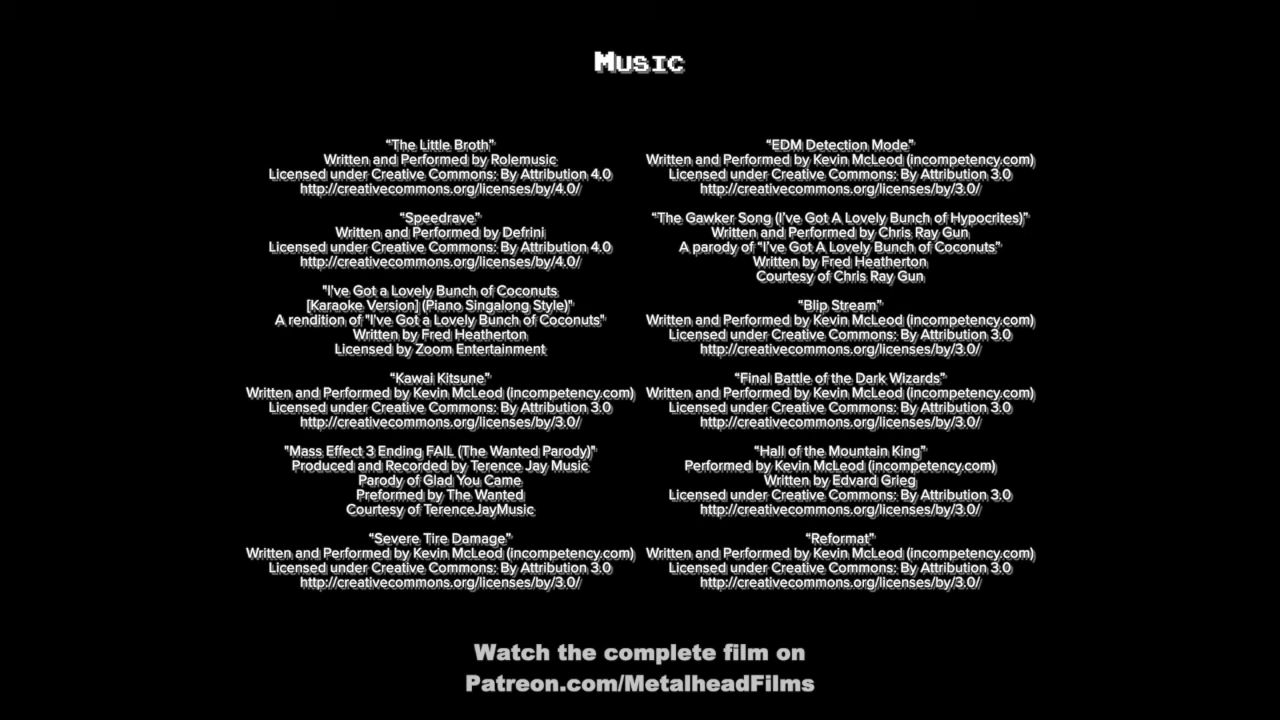 Music
“The Little Broth”
Written and Performed by Rolemusic
Licensed under Creative Commons: By Attribution 4.0
http://creativecommons.org/licenses/by/4.0/
“Speedrave”
Written and Performed by Defrini
Licensed under Creative Commons: By Attribution 4.0
http://creativecommons.org/licenses/by/4.0/
"I've Got a Lovely Bunch of Coconuts
[Karaoke Version] (Piano Singalong Style)"
A rendition of "I've Got a Lovely Bunch of Coconuts"
Written by Fred Heatherton
Licensed by Zoom Entertainment
“Kawai Kitsune”
Written and Performed by Kevin McLeod (incompetency.com)
Licensed under Creative Commons: By Attribution 3.0
http://creativecommons.org/licenses/by/3.0/
"Mass Effect 3 Ending FAIL (The Wanted Parody)"
Produced and Recorded by Terence Jay Music
Parody of Glad You Came
Preformed by The Wanted
Courtesy of TerenceJayMusic
“Severe Tire Damage”
Written and Performed by Kevin McLeod (incompetency.com)
Licensed under Creative Commons: By Attribution 3.0
http://creativecommons.org/licenses/by/3.0/
“EDM Detection Mode”
Written and Performed by Kevin McLeod (incompetency.com)
Licensed under Creative Commons: By Attribution 3.0
http://creativecommons.org/licenses/by/3.0/
“The Gawker Song (I’ve Got A Lovely Bunch of Hypocrites)”
Written and Performed by Chris Ray Gun
A parody of “I’ve Got A Lovely Bunch of Coconuts”
Written by Fred Heatherton
Courtesy of Chris Ray Gun
“Blip Stream”
Written and Performed by Kevin McLeod (incompetency.com)
Licensed under Creative Commons: By Attribution 3.0
http://creativecommons.org/licenses/by/3.0/
“Final Battle of the Dark Wizards”
Written and Performed by Kevin McLeod (incompetency.com)
Licensed under Creative Commons: By Attribution 3.0
http://creativecommons.org/licenses/by/3.0/
“Hall of the Mountain King”
Performed by Kevin McLeod (incompetency.com)
Written by Edvard Grieg
Licensed under Creative Commons: By Attribution 3.0
http://creativecommons.org/licenses/by/3.0/
“Reformat”
Written and Performed by Kevin McLeod (incompetency.com)
Licensed under Creative Commons: By Attribution 3.0
http://creativecommons.org/licenses/by/3.0/
Watch the complete film on
Patreon.com/MetalheadFilms